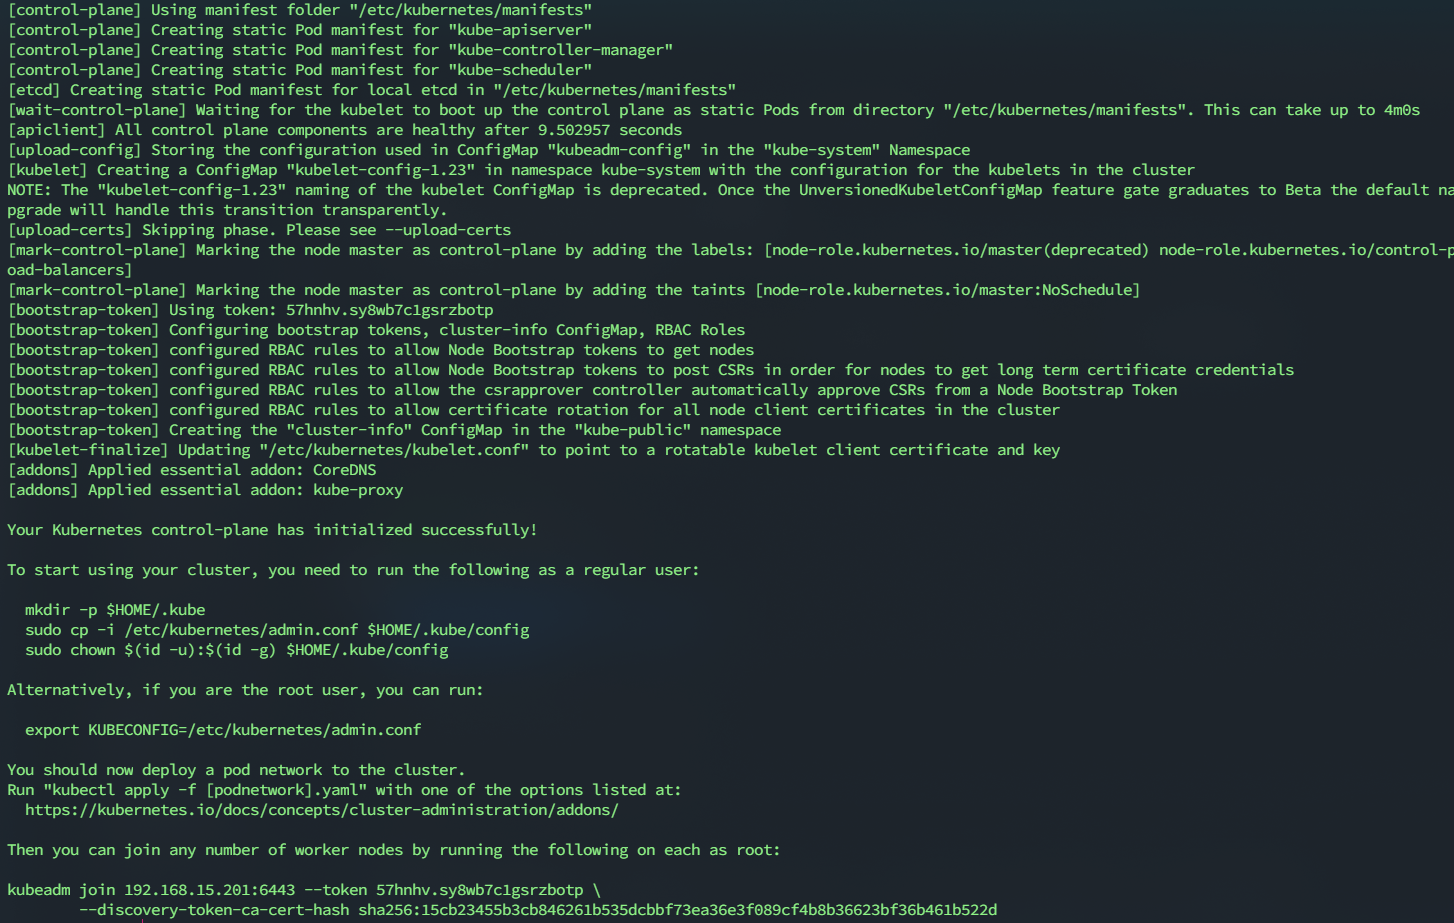 [control-plane] Using manifest folder "/etc/kubernetes/manifests"
[control-plane] Creating static Pod manifest for "kube-apiserver"
[control-plane] Creating static Pod manifest for "kube-controller-manager"
[control-plane] Creating static Pod manifest for "kube-scheduler"
[etcd] Creating static Pod manifest for local etcd in "/etc/kubernetes/manifests"
[wait-control-plane] Waiting for the kubelet to boot up the control plane as static Pods from directory "/etc/kubernetes/manifests". This can take up to 4m0s
[apiclient] All control plane components are healthy after 9.502957 seconds
[upload-config] Storing the configuration used in ConfigMap "kubeadm-config" in the "kube-system" Namespace
[kubelet] Creating a ConfigMap "kubelet-config-1.23" in namespace kube-system with the configuration for the kubelets in the cluster
NOTE: The "kubelet-config-1.23" naming of the kubelet ConfigMap is deprecated. Once the UnversionedKubeletConfigMap feature gate graduates to Beta the default na
pgrade will handle this transition transparently.
[upload-certs] Skipping phase. Please see --upload-certs
[mark-control-plane] Marking the node master as control-plane by adding the labels: [node-role.kubernetes.io/master(deprecated) node-role.kubernetes.io/control-p
oad-balancers]
[mark-control-plane] Marking the node master as control-plane by adding the taints [node-role.kubernetes.io/master:NoSchedule]
[bootstrap-token] Using token: 57hnhv.sy8wb7c1gsrzbotp
[bootstrap-token] Configuring bootstrap tokens, cluster-info ConfigMap, RBAC Roles
[bootstrap-token] configured RBAC rules to allow Node Bootstrap tokens to get nodes
[bootstrap-token] configured RBAC rules to allow Node Bootstrap tokens to post CSRs in order for nodes to get long term certificate credentials
[bootstrap-token] configured RBAC rules to allow the csrapprover controller automatically approve CSRs from a Node Bootstrap Token
[bootstrap-token] configured RBAC rules to allow certificate rotation for all node client certificates in the cluster
[bootstrap-token] Creating the "cluster-info" ConfigMap in the "kube-public" namespace
[kubelet-finalize] Updating "/etc/kubernetes/kubelet.conf" to point to a rotatable kubelet client certificate and key
[addons] Applied essential addon: CoreDNS
[addons] Applied essential addon: kube-proxy

Your Kubernetes control-plane has initialized successfully!

To start using your cluster, you need to run the following as a regular user:

  mkdir -p $HOME/.kube
  sudo cp -i /etc/kubernetes/admin.conf $HOME/.kube/config
  sudo chown $(id -u):$(id -g) $HOME/.kube/config

Alternatively, if you are the root user, you can run:

  export KUBECONFIG=/etc/kubernetes/admin.conf

You should now deploy a pod network to the cluster.
Run "kubectl apply -f [podnetwork].yaml" with one of the options listed at:
  https://kubernetes.io/docs/concepts/cluster-administration/addons/

Then you can join any number of worker nodes by running the following on each as root:

kubeadm join 192.168.15.201:6443 --token 57hnhv.sy8wb7c1gsrzbotp \
        --discovery-token-ca-cert-hash sha256:15cb23455b3cb846261b535dcbbf73ea36e3f089cf4b8b36623bf36b461b522d